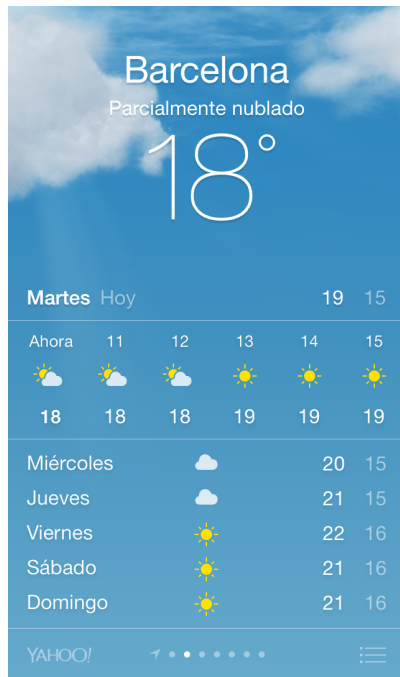 Barcelona
Parcialmente nublado
18°
Martes Hoy 19 15
Ahora 11 12 13 14 15
18 18 18 19 19 19
Miércoles 20 15
Jueves 21 15
Viernes 22 16
Sábado 21 16
Domingo 21 16
YAHOO!